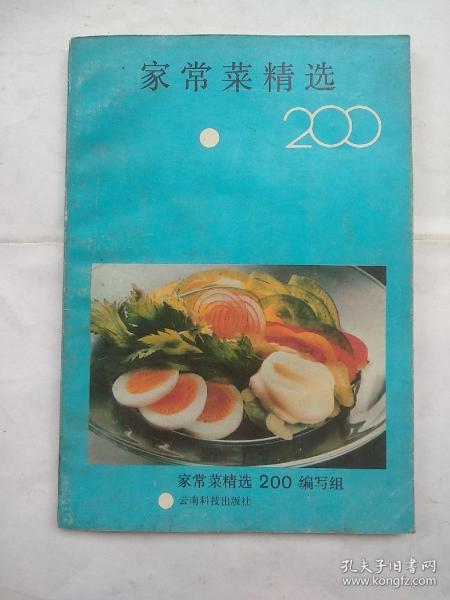 家常菜精选
200
家常菜精选 200 编写组
云南科技出版社
孔夫子旧书网
www.kongfz.com